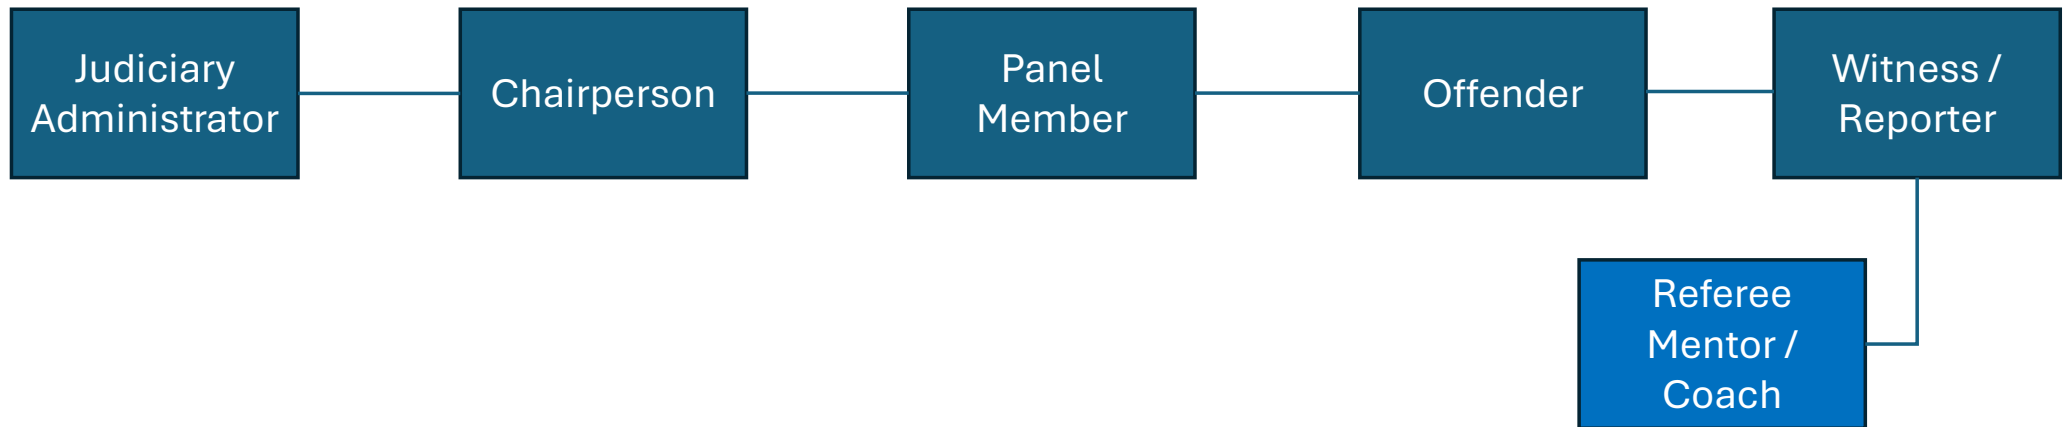 Judiciary
Administrator
Chairperson
Panel
Member
Offender
Witness /
Reporter
Referee
Mentor /
Coach